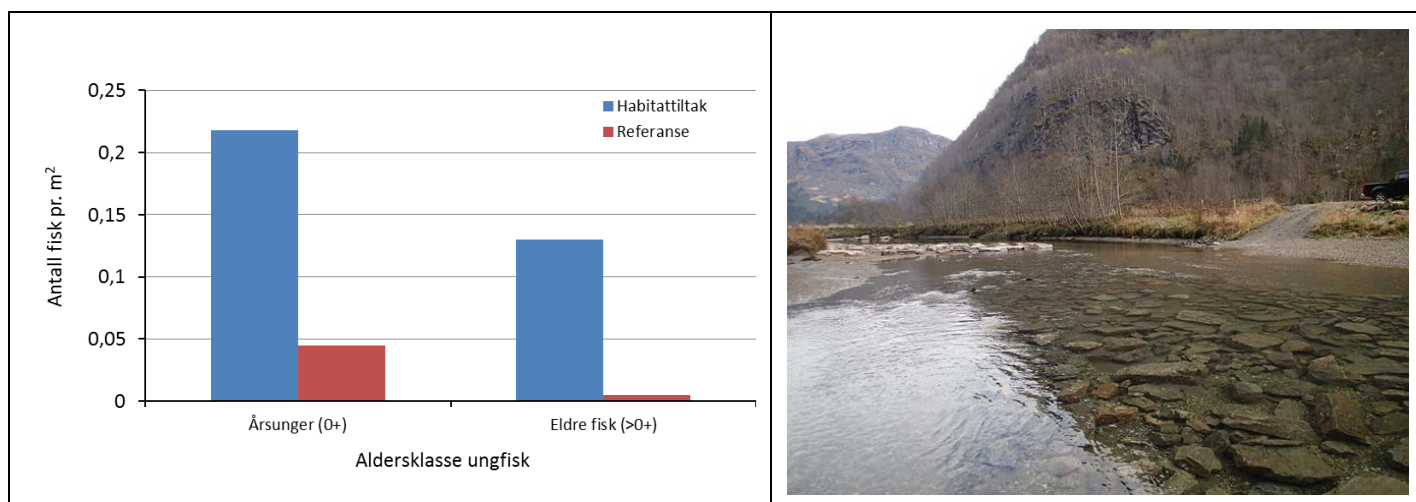 0,25
0,2
0,15
0,1
0,05
0
Antall fisk pr. m²
Habitattiltak
Referanse
Årsunger (0+)
Eldre fisk (>0+)
Aldersklasse ungfisk